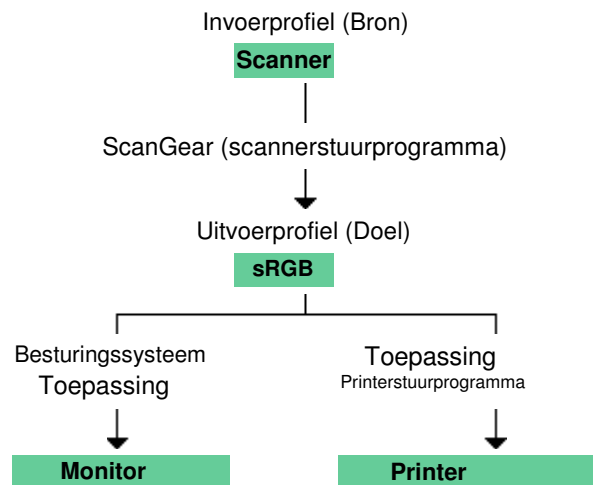 Invoerprofiel (Bron)
Scanner
ScanGear (scannerstuurprogramma)
Uitvoerprofiel (Doel)
sRGB
Besturingssysteem
Toepassing
Toepassing
Printerstuurprogramma
Monitor
Printer